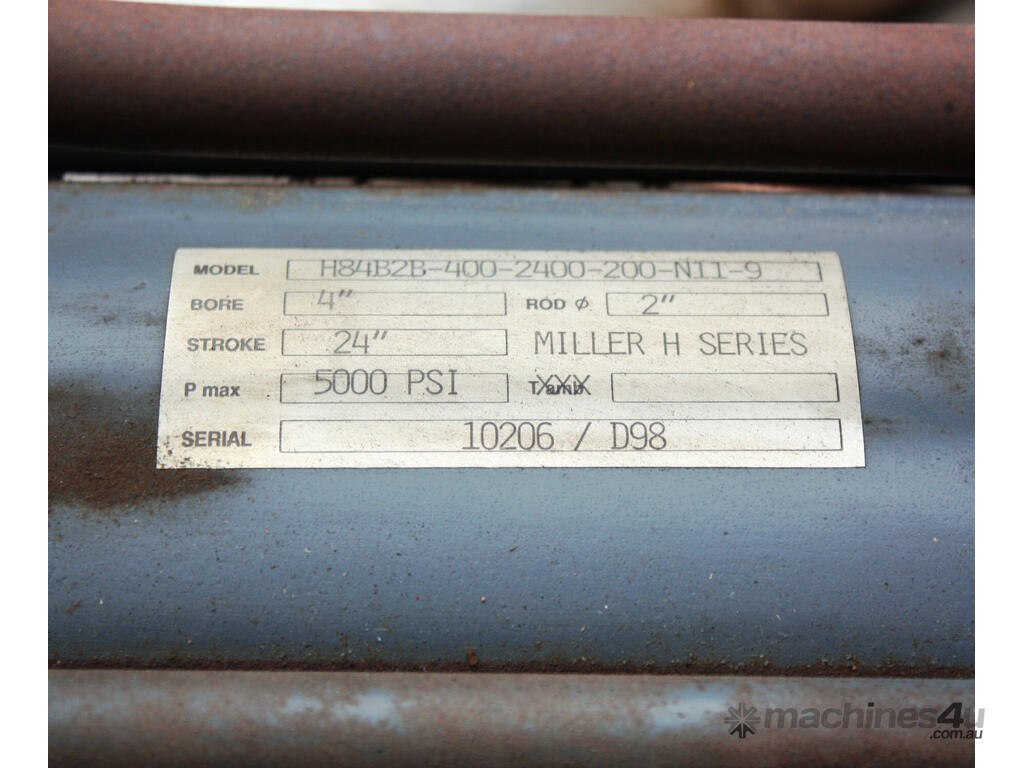 MODEL H84B2B-400-2400-200-N11-9
BORE 4" ROD Ø 2"
STROKE 24" MILLER H SERIES
P max 5000 PSI T amb XXX
SERIAL 10206 / D98
machines4u
.com.au